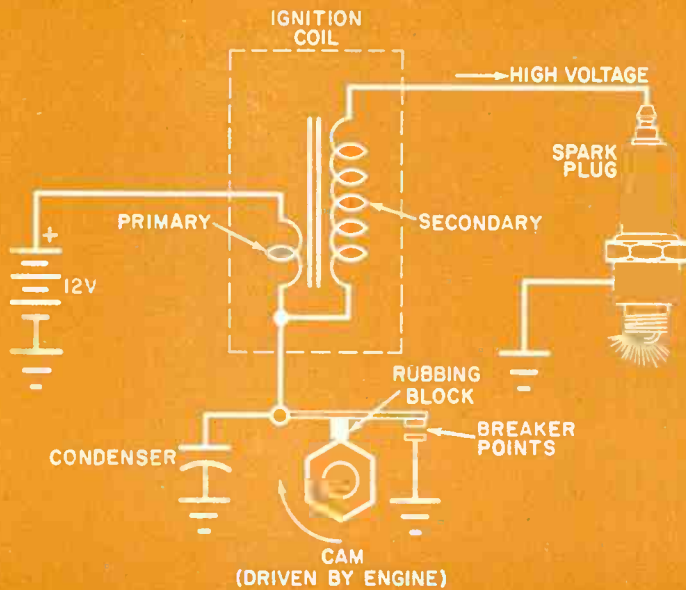 IGNITION
COIL
HIGH VOLTAGE
SPARK
PLUG
PRIMARY
SECONDARY
+
12V
RUBBING
BLOCK
BREAKER
POINTS
CONDENSER
CAM
(DRIVEN BY ENGINE)